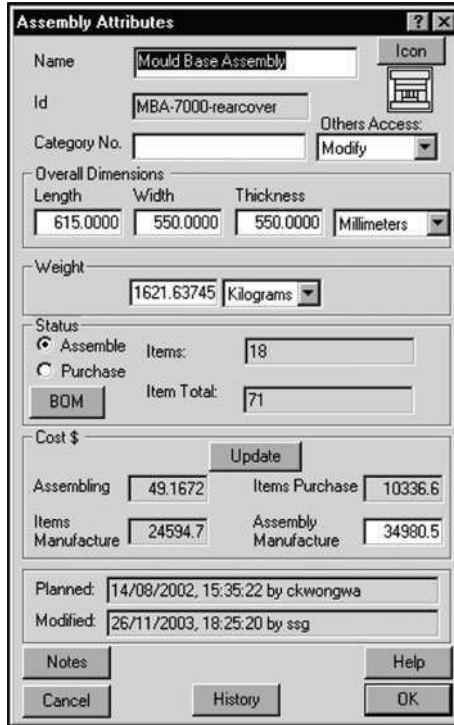 Assembly Attributes ? X
Icon
Name Mould Base Assembly
Id MBA-7000-rearcover
Others Access:
Category No. Modify
Overall Dimensions
Length Width Thickness
615.0000 550.0000 550.0000 Millimeters
Weight
1621.63745 Kilograms
Status
Assemble Items: 18
Purchase
BOM Item Total: 71
Cost $
Update
Assembling 49.1672 Items Purchase 10336.6
Items Manufacture 24594.7 Assembly Manufacture 34980.5
Planned: 14/08/2002, 15:35:22 by ckwongwa
Modified: 26/11/2003, 18:25:20 by ssg
Notes Help
Cancel History OK